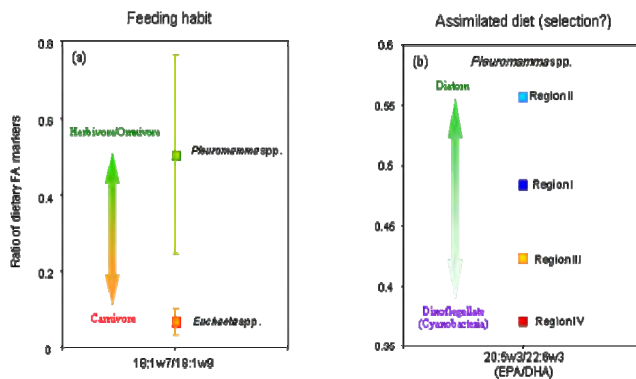 Feeding habit
Assimilated diet (selection?)
0.8
(a)
0.6
Herbivore/Omnivore
Pleuromamma spp.
0.4
Ratio of dietary FA markers
0.2
Carnivore
Euchaeta spp.
0
18:1w7/18:1w9
0.6
(b)
Pleuromamma spp.
Diatom
Region II
0.55
0.5
Region I
0.45
Region III
0.4
Dinoflegallate
(Cyanobacteria)
Region IV
0.35
20:5w3/22:6w3
(EPA/DHA)